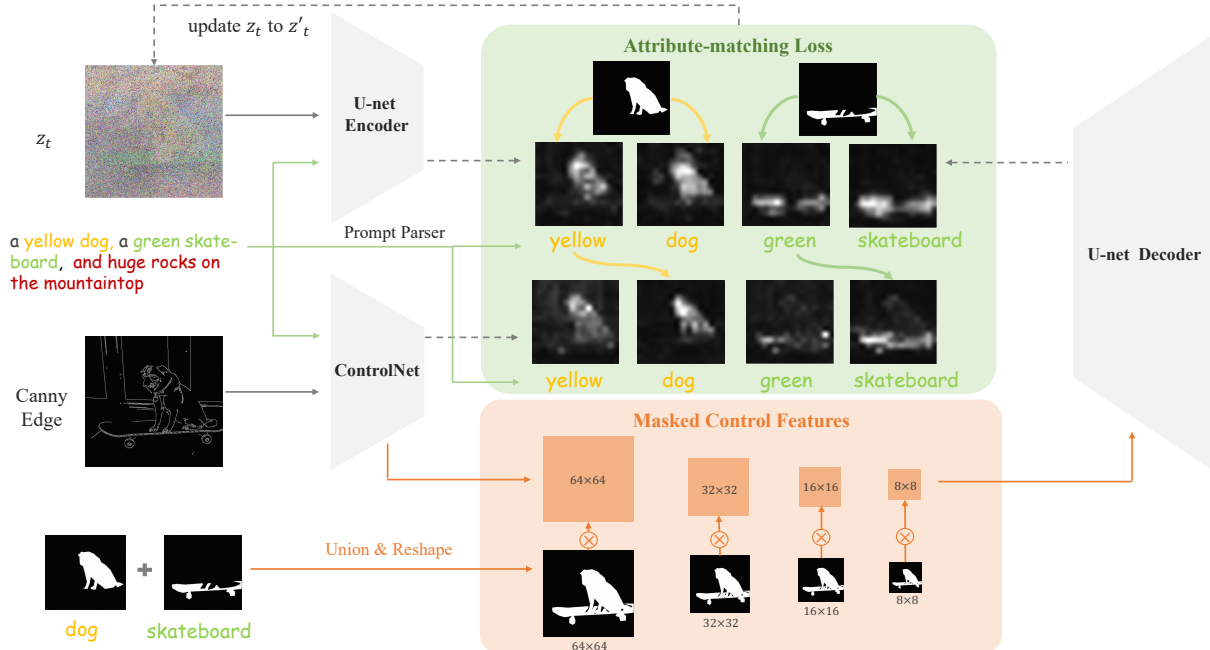 update z_t to z'_t
Attribute-matching Loss
U-net
Encoder
z_t
a yellow dog, a green skate-
board, and huge rocks on
the mountaintop
Prompt Parser
yellow
dog
green
skateboard
U-net Decoder
ControlNet
yellow
dog
green
skateboard
Canny
Edge
Masked Control Features
64×64
32×32
16×16
8×8
Union & Reshape
dog
skateboard
64×64
32×32
16×16
8×8